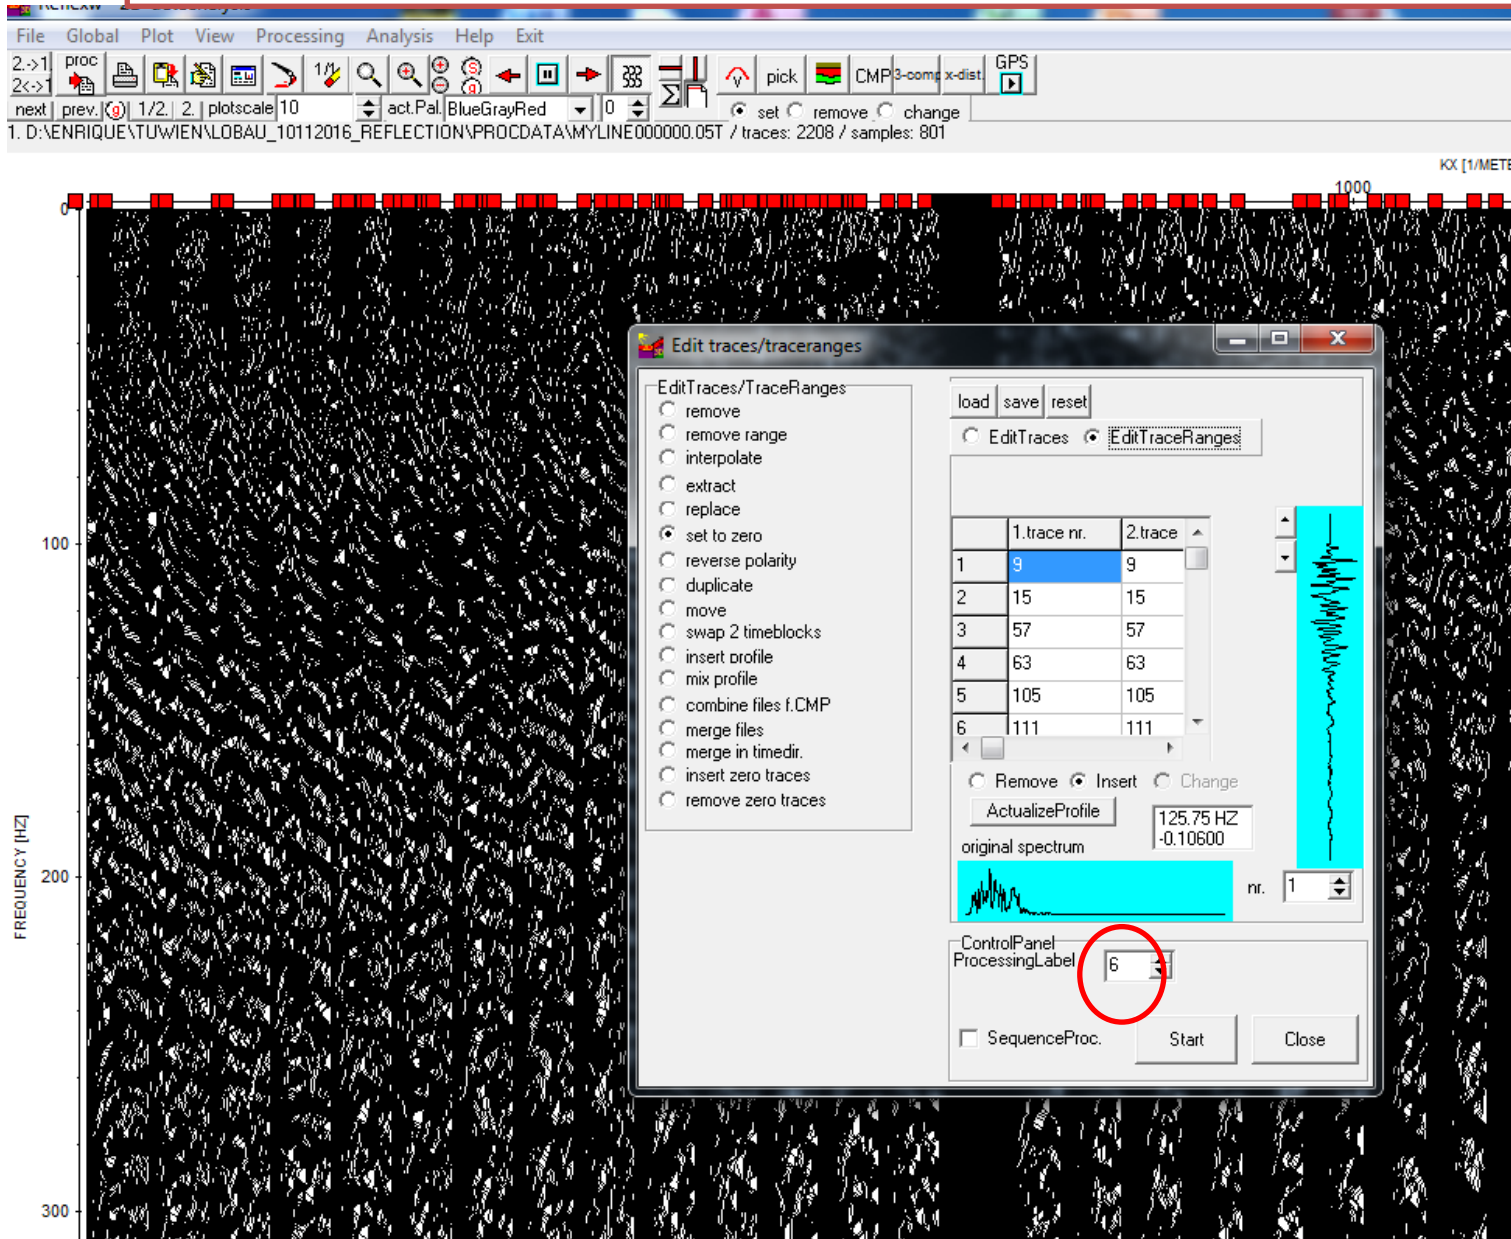 File Global Plot View Processing Analysis Help Exit
2.->1 proc 1/f pick CMP 3-comp x-dist. GPS
2<->1
next prev. (g) 1/2. 2. plotscale 10 act.Pal. BlueGrayRed 0 set remove change
1. D:\ENRIQUE\TUWIEN\LOBAU_10112016_REFLECTION\PROCDATA\MYLINE000000.05T / traces: 2208 / samples: 801
KX [1/METE
1000
0
100
200
300
FREQUENCY [HZ]
Edit traces/traceranges
EditTraces/TraceRanges
remove
remove range
interpolate
extract
replace
set to zero
reverse polarity
duplicate
move
swap 2 timeblocks
insert profile
mix profile
combine files f.CMP
merge files
merge in timedir.
insert zero traces
remove zero traces
load save reset
EditTraces EditTraceRanges
1.trace nr. 2.trace
1 9 9
2 15 15
3 57 57
4 63 63
5 105 105
6 111 111
Remove Insert Change
ActualizeProfile
125.75 HZ
-0.10600
original spectrum
nr. 1
ControlPanel
ProcessingLabel 6
SequenceProc. Start Close